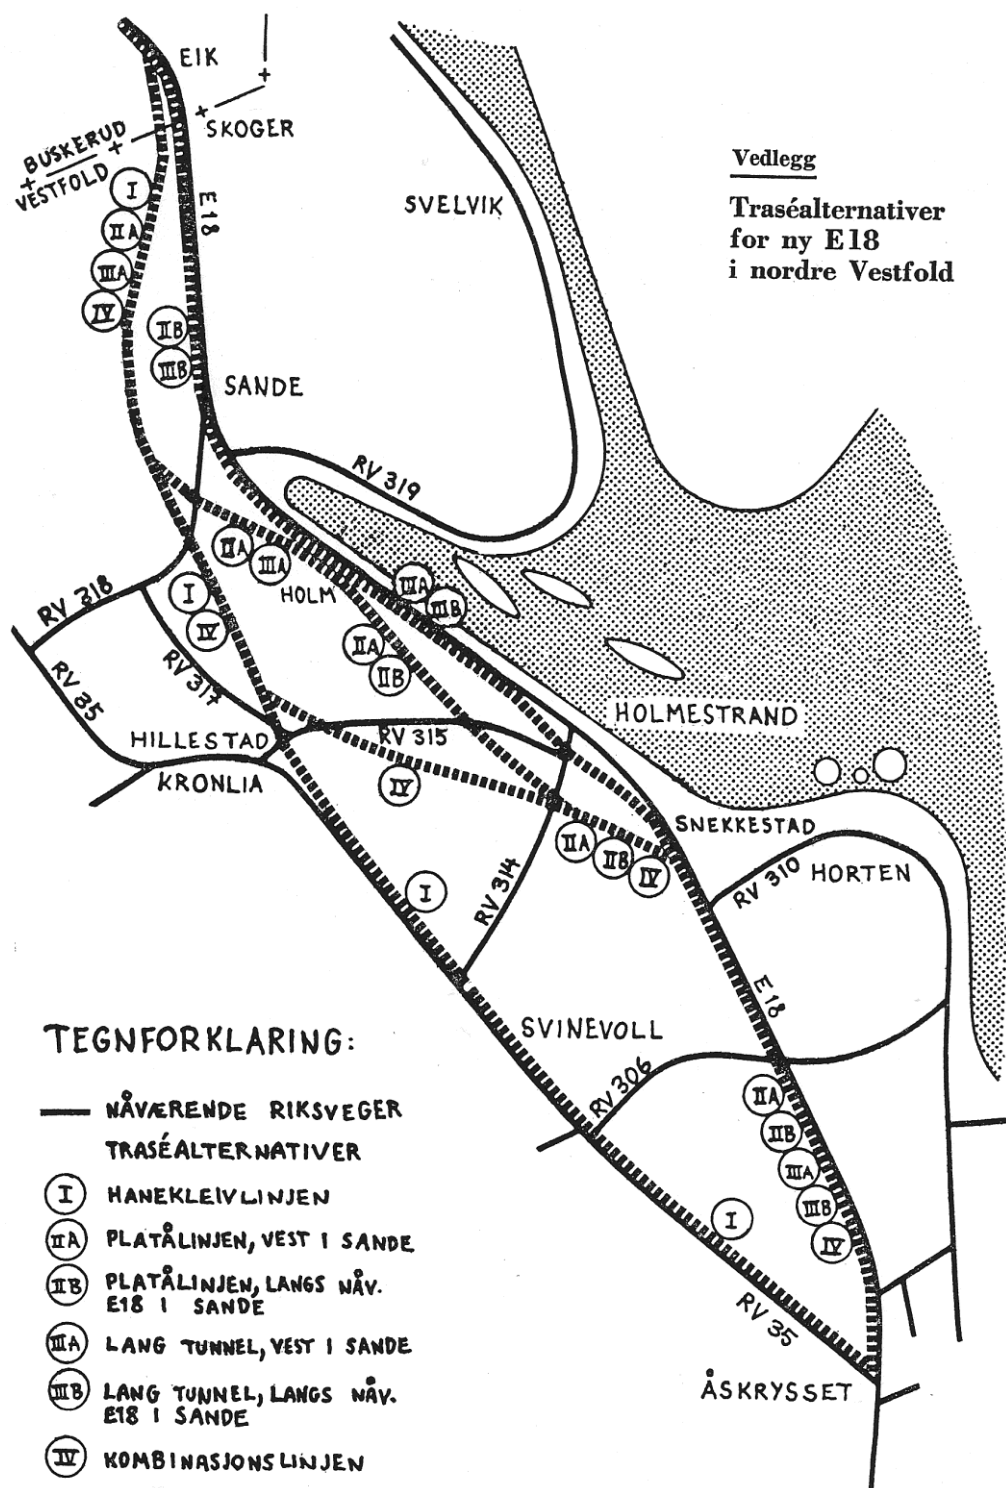 EIK
SKOGER
BUSKERUD
VESTFOLD
Vedlegg
Traséalternativer
for ny E18
i nordre Vestfold
I
IIA
IIIA
IV
E18
SVELVIK
IIB
IIIB
SANDE
RV 319
IIA IIIA
HOLM
IIIA
IIIB
RV 318
I
IV
RV 317
RV 35
IIA
IIB
HOLMESTRAND
HILLESTAD
RV 315
KRONLIA
IV
SNEKKESTAD
IIA IIB IV
RV 310
HORTEN
I
RV 314
E18
SVINEVOLL
RV 306
IIA
IIB
IIIA
IIIB
IV
I
RV 35
ÅSKRYSSET
TEGNFORKLARING:
NÅVÆRENDE RIKSVEGER
TRASÉALTERNATIVER
I HANEKLEIVLINJEN
IIA PLATÅLINJEN, VEST I SANDE
IIB PLATÅLINJEN, LANGS NÅV.
E18 I SANDE
IIIA LANG TUNNEL, VEST I SANDE
IIIB LANG TUNNEL, LANGS NÅV.
E18 I SANDE
IV KOMBINASJONSLINJEN